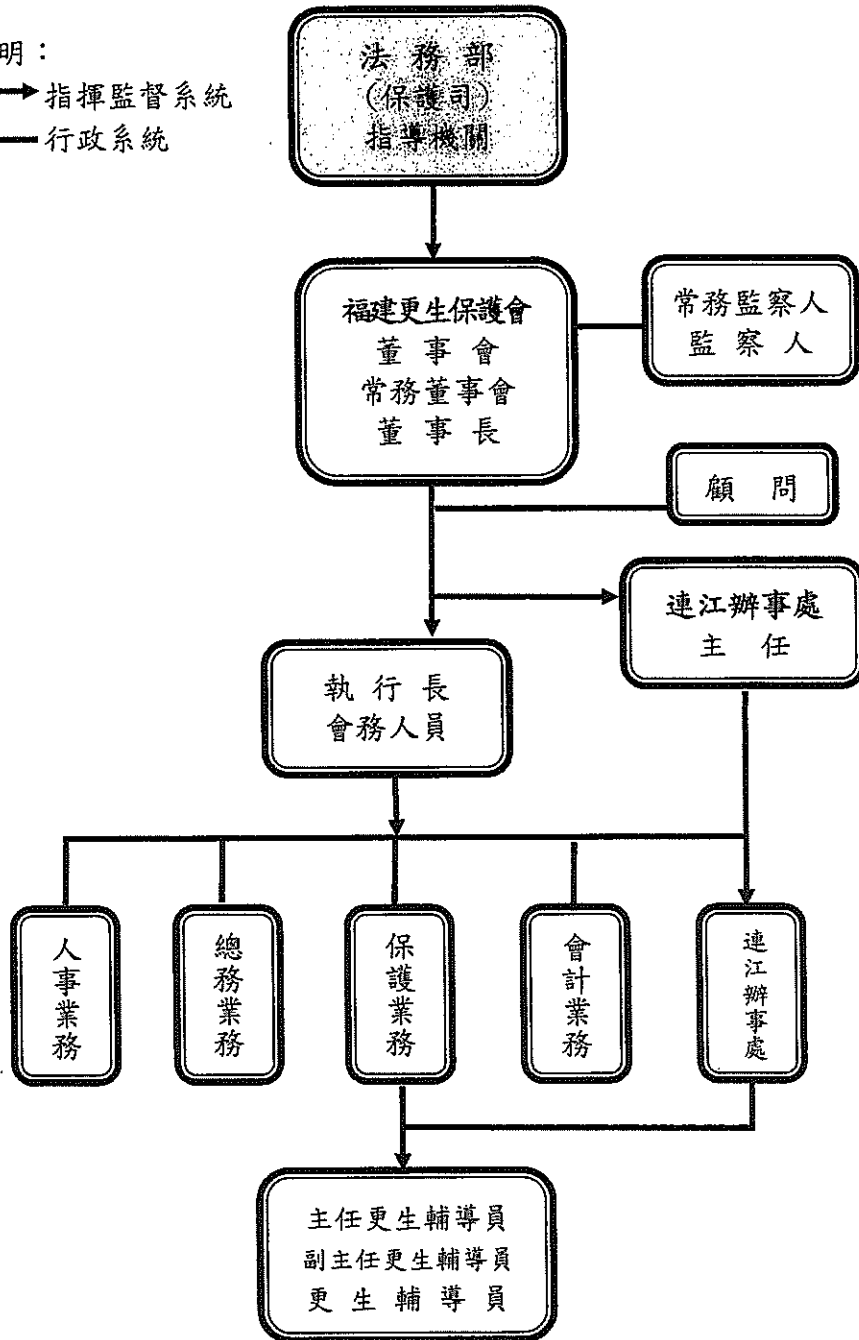 明：
指揮監督系統
行政系統
法務部
（保護司）
指導機關
福建更生保護會
董事會
常務董事會
董事長
常務監察人
監察人
顧問
連江辦事處
主任
執行長
會務人員
人事業務
總務業務
保護業務
會計業務
連江辦事處
主任更生輔導員
副主任更生輔導員
更生輔導員